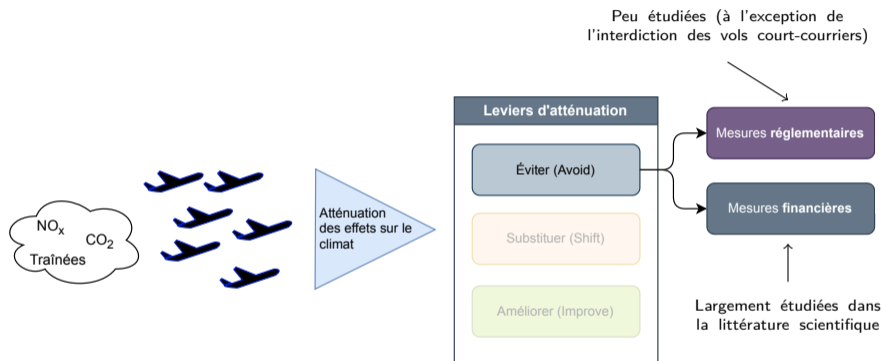 Peu étudiées (à l'exception de
l'interdiction des vols court-courriers)
Leviers d'atténuation
Mesures réglementaires
Éviter (Avoid)
Atténuation
des effets sur le
climat
NOx
CO2
Traînées
Mesures financières
Substituer (Shift)
Améliorer (Improve)
Largement étudiées dans
la littérature scientifique